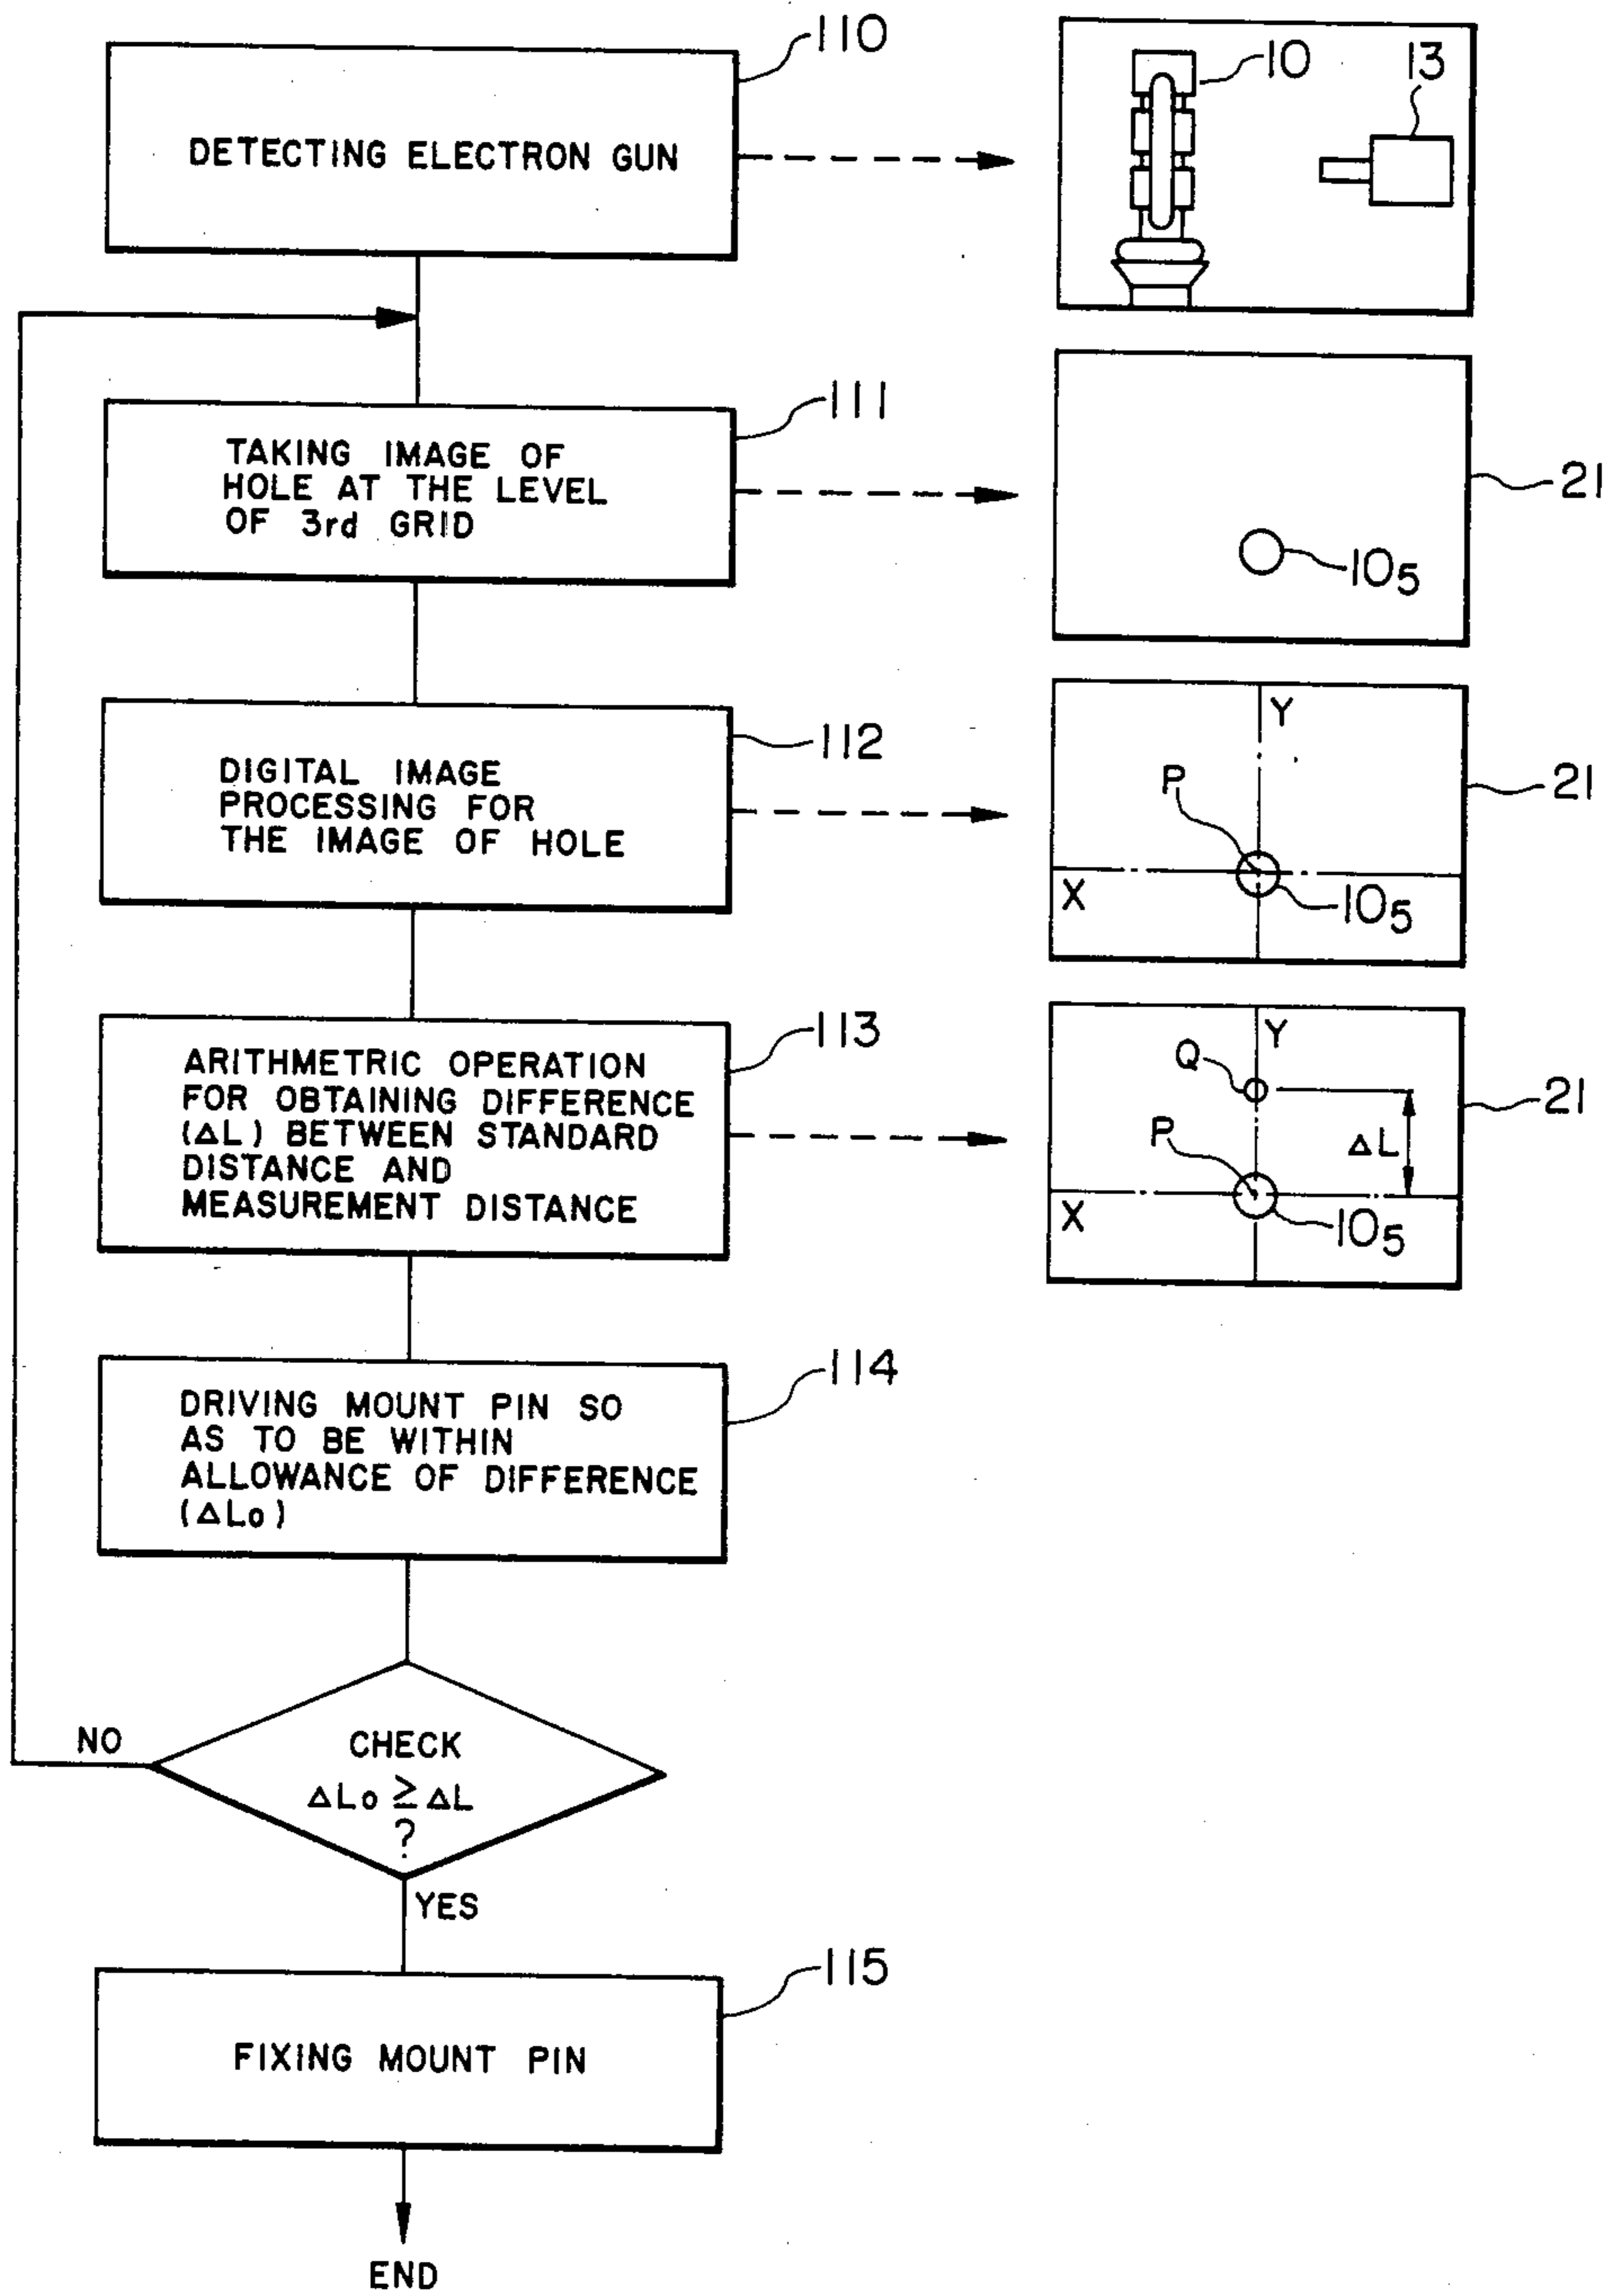 110
DETECTING ELECTRON GUN
10
13
111
TAKING IMAGE OF
HOLE AT THE LEVEL
OF 3rd GRID
21
10₅
112
DIGITAL IMAGE
PROCESSING FOR
THE IMAGE OF HOLE
Y
P
21
X
10₅
113
ARITHMETRIC OPERATION
FOR OBTAINING DIFFERENCE
(ΔL) BETWEEN STANDARD
DISTANCE AND
MEASUREMENT DISTANCE
Y
Q
21
P
ΔL
X
10₅
114
DRIVING MOUNT PIN SO
AS TO BE WITHIN
ALLOWANCE OF DIFFERENCE
(ΔLo)
NO
CHECK
ΔLo ≥ ΔL
?
YES
115
FIXING MOUNT PIN
END